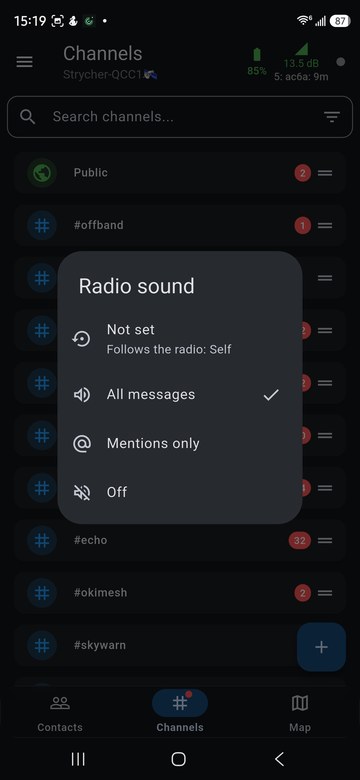 15:19
6
87
Channels
Strycher-QCC1
85%
13.5 dB
5: ac6a: 9m
Search channels...
Public
2
#offband
1
Radio sound
Not set
Follows the radio: Self
All messages
Mentions only
Off
#echo
32
#okimesh
2
#skywarn
+
Contacts
Channels
Map